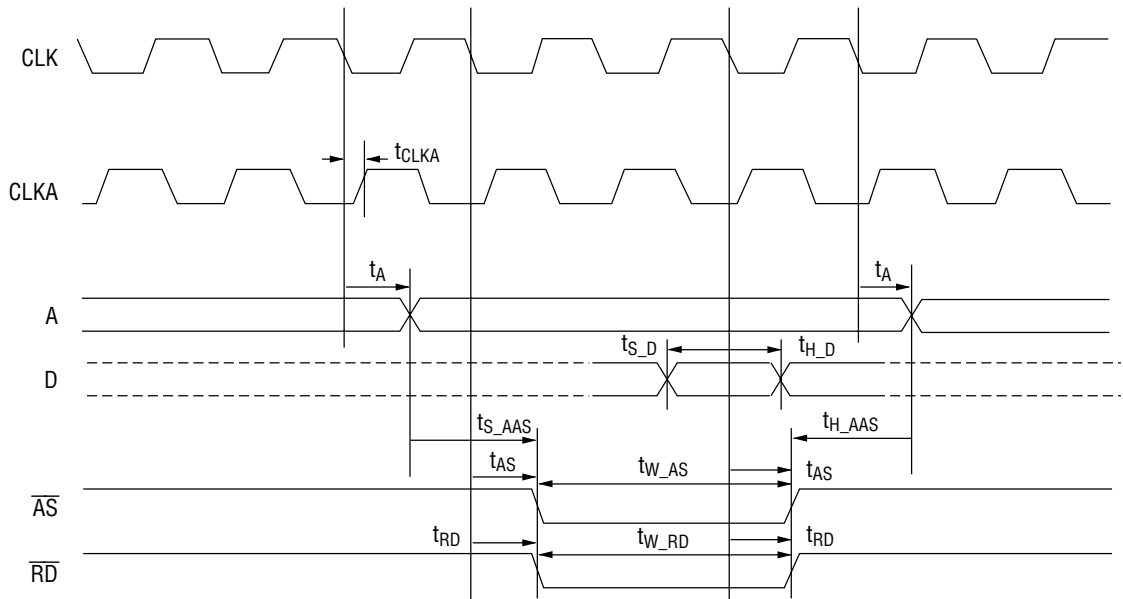 CLK
tCLKA
CLKA
tA tA
A
tS_D tH_D
D
tS_AAS tH_AAS
tAS tW_AS tAS
AS
tRD tW_RD tRD
RD